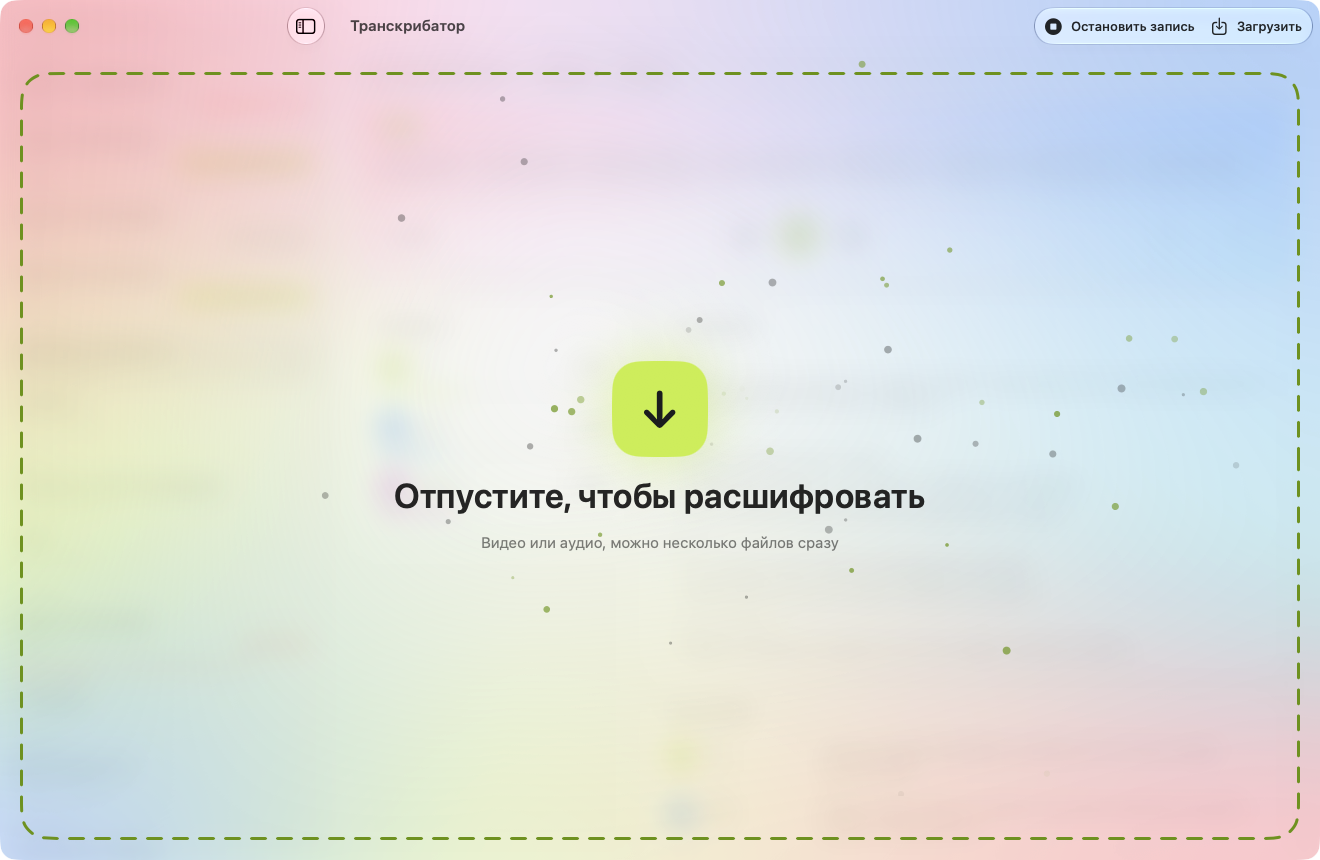 Транскрибатор
Остановить запись
Загрузить
Отпустите, чтобы расшифровать
Видео или аудио, можно несколько файлов сразу